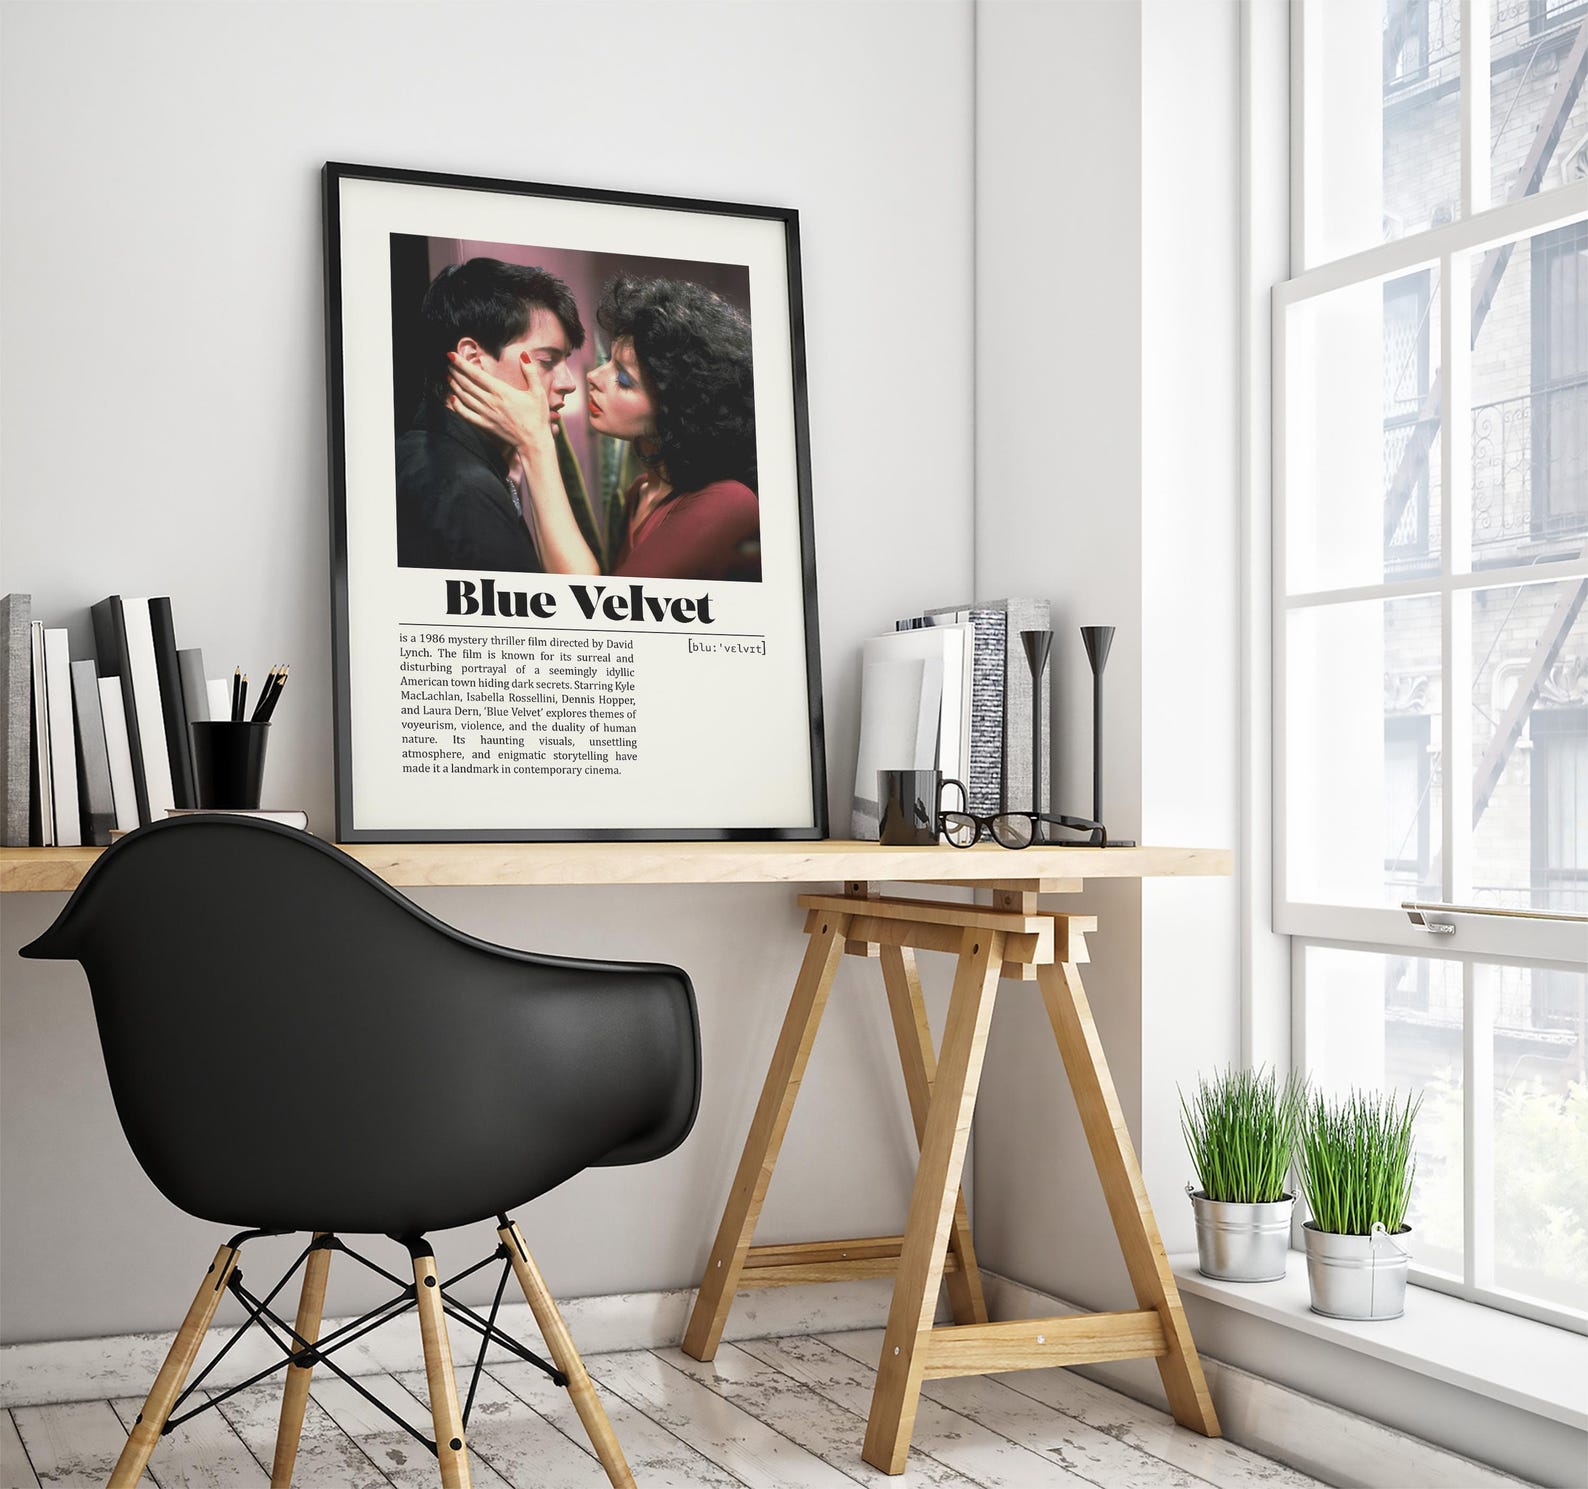 Blue Velvet
is a 1986 mystery thriller film directed by David
Lynch. The film is known for its surreal and
disturbing portrayal of a seemingly idyllic
American town hiding dark secrets. Starring Kyle
MacLachlan, Isabella Rossellini, Dennis Hopper,
and Laura Dern, 'Blue Velvet' explores themes of
voyeurism, violence, and the duality of human
nature. Its haunting visuals, unsettling
atmosphere, and enigmatic storytelling have
made it a landmark in contemporary cinema.
[blu:'vɛlvɪt]